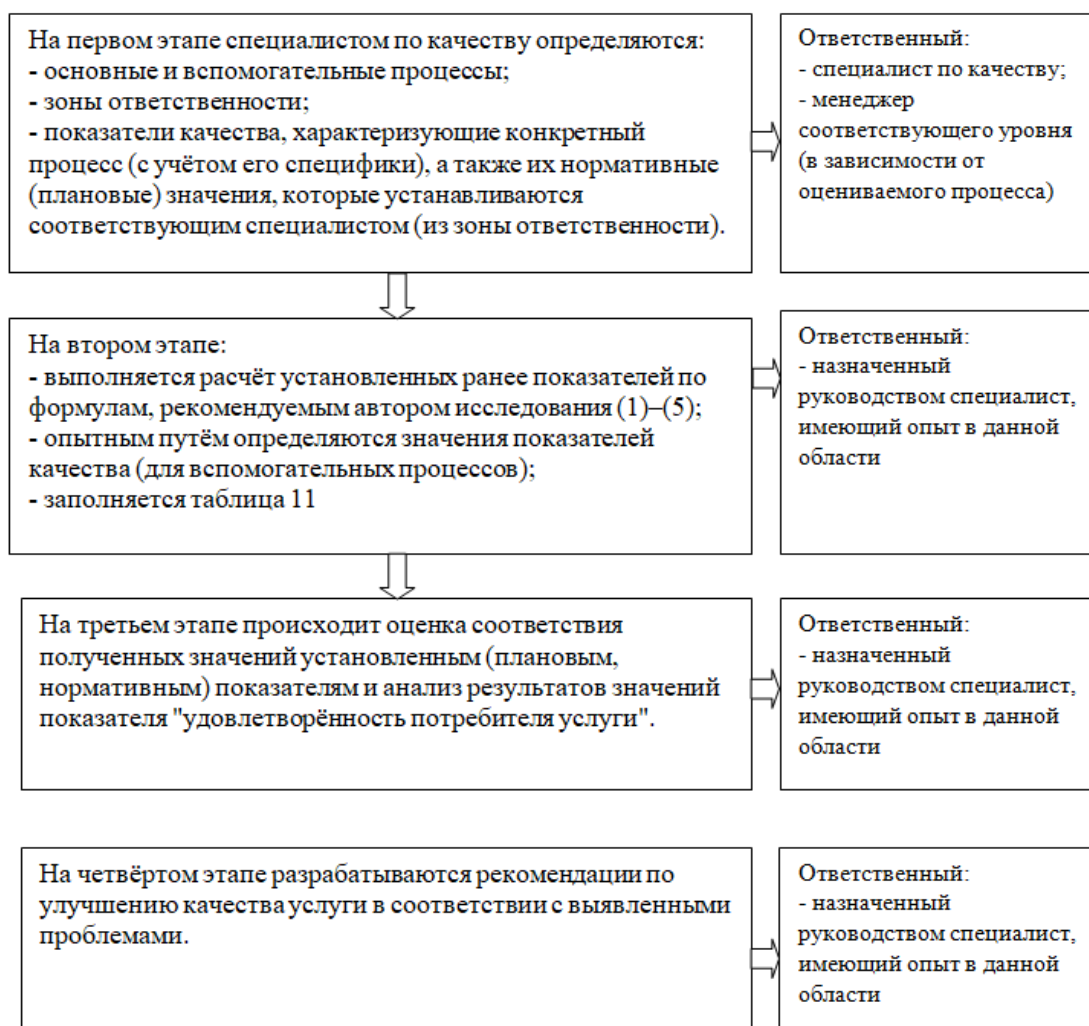 На первом этапе специалистом по качеству определяются:
- основные и вспомогательные процессы;
- зоны ответственности;
- показатели качества, характеризующие конкретный
процесс (с учётом его специфики), а также их нормативные
(плановые) значения, которые устанавливаются
соответствующим специалистом (из зоны ответственности).
Ответственный:
- специалист по качеству;
- менеджер
соответствующего уровня
(в зависимости от
оцениваемого процесса)
На втором этапе:
- выполняется расчёт установленных ранее показателей по
формулам, рекомендуемым автором исследования (1)–(5);
- опытным путём определяются значения показателей
качества (для вспомогательных процессов);
- заполняется таблица 11
Ответственный:
- назначенный
руководством специалист,
имеющий опыт в данной
области
На третьем этапе происходит оценка соответствия
полученных значений установленным (плановым,
нормативным) показателям и анализ результатов значений
показателя "удовлетворённость потребителя услуги".
Ответственный:
- назначенный
руководством специалист,
имеющий опыт в данной
области
На четвёртом этапе разрабатываются рекомендации по
улучшению качества услуги в соответствии с выявленными
проблемами.
Ответственный:
- назначенный
руководством специалист,
имеющий опыт в данной
области